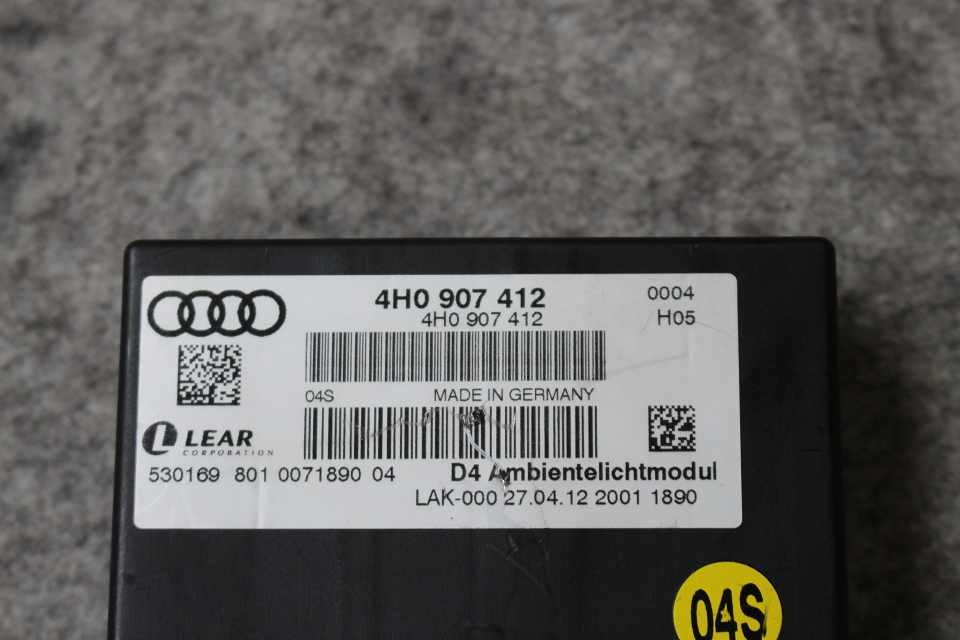 4H0 907 412
0004
4H0 907 412
H05
04S
MADE IN GERMANY
LEAR
CORPORATION
530169 801 0071890 04
D4 Ambientelichtmodul
LAK-000 27.04.12 2001 1890
04S